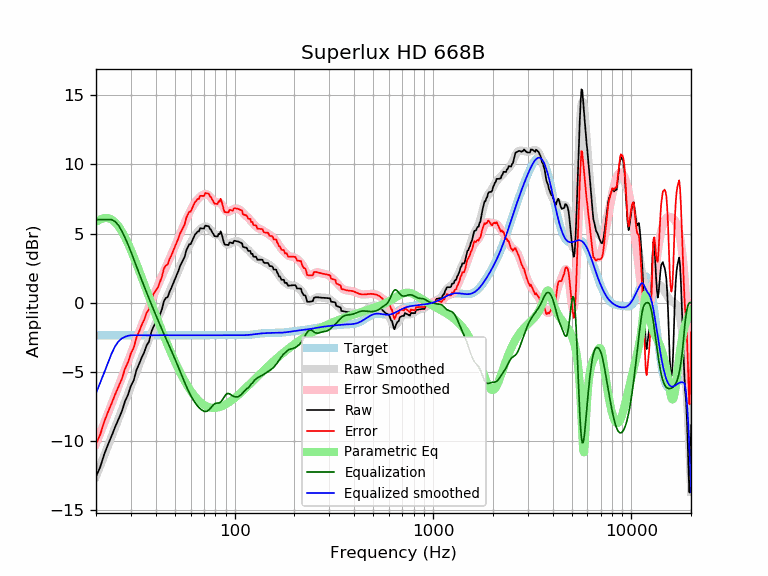 Superlux HD 668B
Amplitude (dBr)
15
10
5
0
−5
−10
−15
Target
Raw Smoothed
Error Smoothed
Raw
Error
Parametric Eq
Equalization
Equalized smoothed
100
1000
10000
Frequency (Hz)